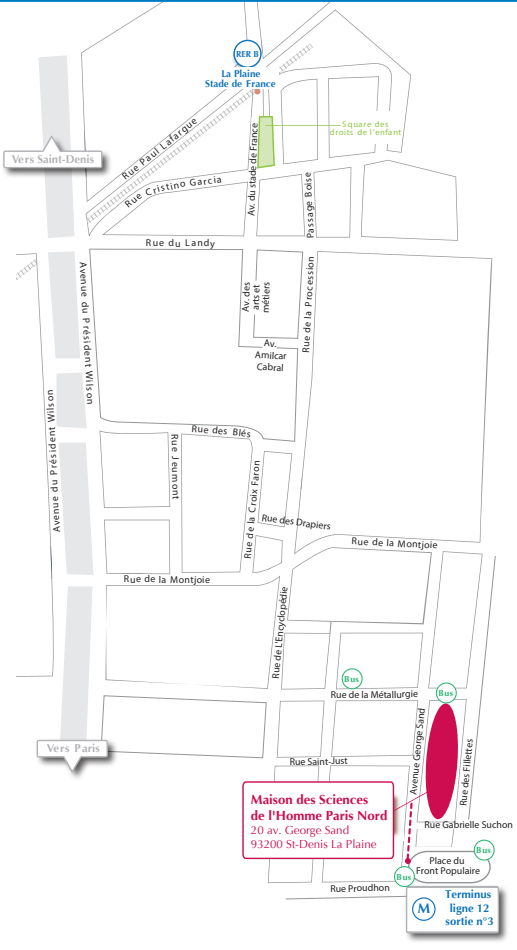 RER B
La Plaine
Stade de France
Square des
droits de l'enfant
Rue Paul Lafargue
Vers Saint-Denis
Rue Cristino Garcia
Av. du stade de France
Passage Boise
Rue du Landy
Avenue du Président Wilson
Av. des
arts et
métiers
Rue de la Procession
Av.
Amilcar
Cabral
Avenue du Président Wilson
Rue des Blés
Rue Jeumont
Rue de la Croix Faron
Rue des Drapiers
Rue de la Montjoie
Rue de la Montjoie
Rue de L'Encyclopédie
Bus
Rue de la Métallurgie
Bus
Avenue George Sand
Rue des Fillettes
Vers Paris
Rue Saint-Just
Maison des Sciences
de l'Homme Paris Nord
20 av. George Sand
93200 St-Denis La Plaine
Rue Gabrielle Suchon
Bus
Place du
Front Populaire
Bus
Rue Proudhon
M
Terminus
ligne 12
sortie n°3